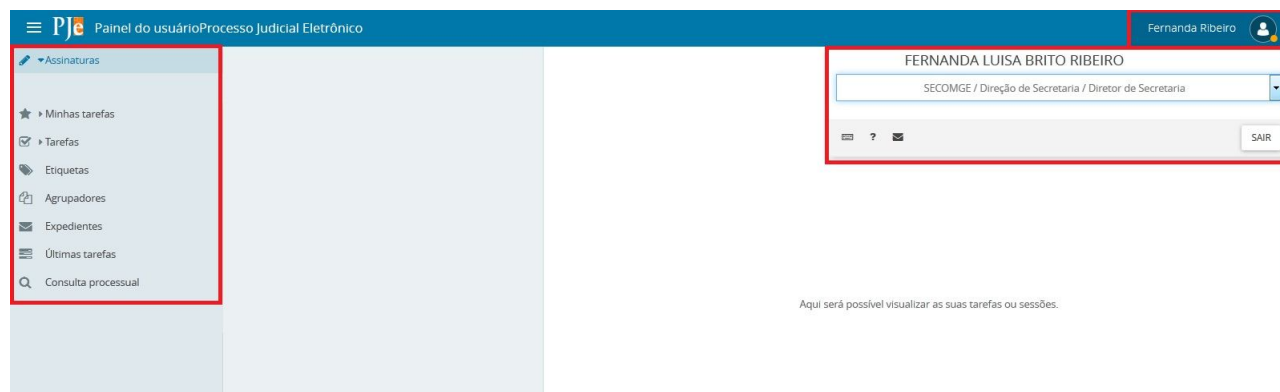 PJe Painel do usuárioProcesso Judicial Eletrônico
Fernanda Ribeiro
Assinaturas
Minhas tarefas
Tarefas
Etiquetas
Agrupadores
Expedientes
Últimas tarefas
Consulta processual
FERNANDA LUISA BRITO RIBEIRO
SECOMGE / Direção de Secretaria / Diretor de Secretaria
?
SAIR
Aqui será possível visualizar as suas tarefas ou sessões.